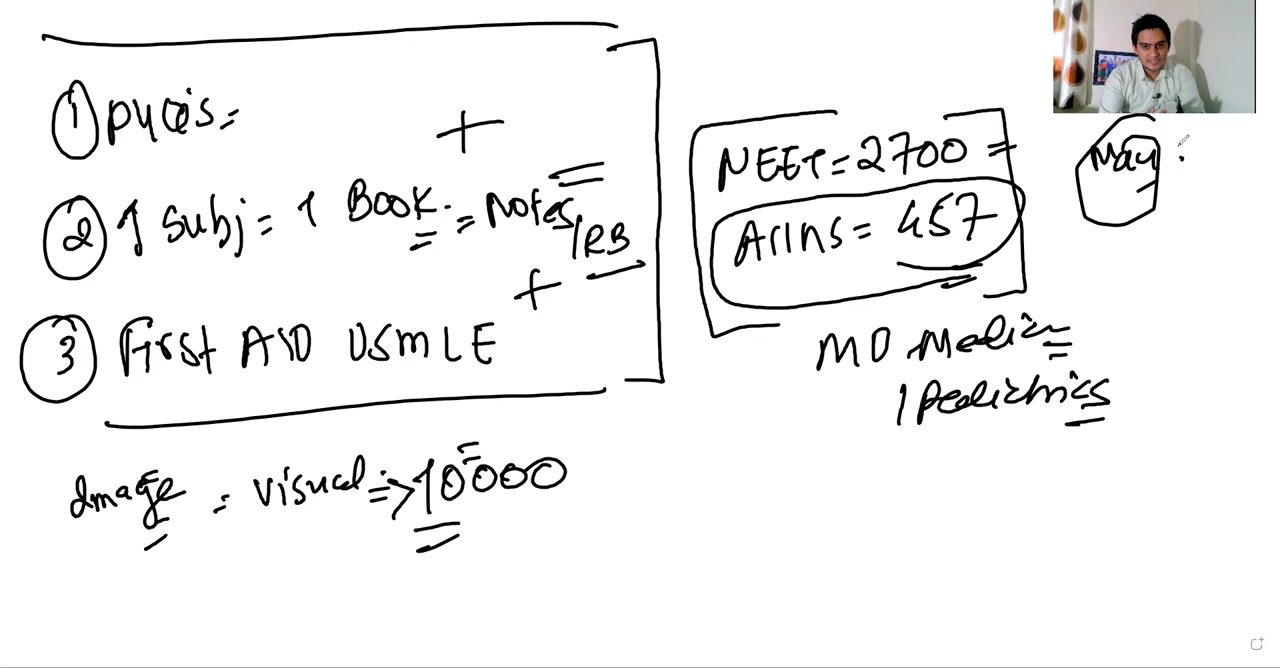 ① PYQ's =
+
② 1 Subj = 1 Book. = Notes/RB
+
③ First AID USMLE
Image = Visual => 10000
NEET = 2700 =
AIIMS = 457
MD Medicine
/ Pediatrics
May :